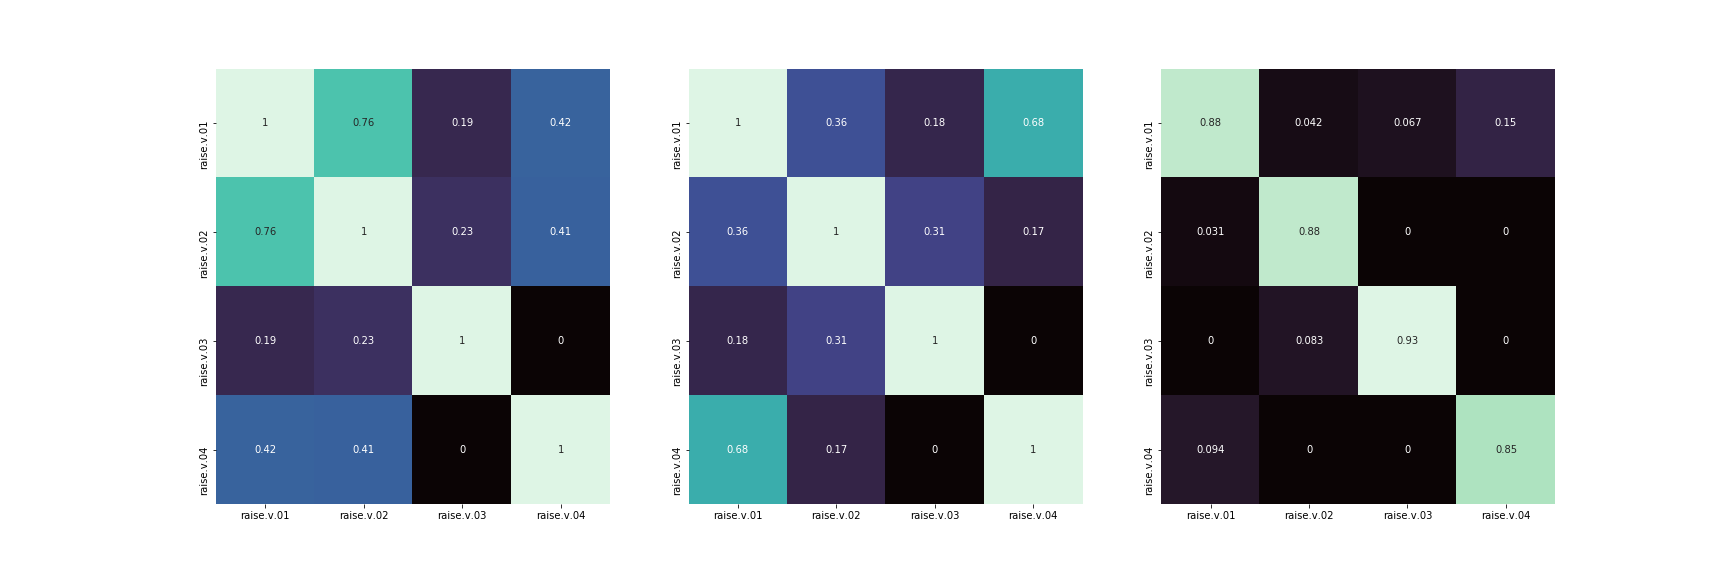 raise.v.01 1 0.76 0.19 0.42
raise.v.02 0.76 1 0.23 0.41
raise.v.03 0.19 0.23 1 0
raise.v.04 0.42 0.41 0 1
raise.v.01 raise.v.02 raise.v.03 raise.v.04
raise.v.01 1 0.36 0.18 0.68
raise.v.02 0.36 1 0.31 0.17
raise.v.03 0.18 0.31 1 0
raise.v.04 0.68 0.17 0 1
raise.v.01 raise.v.02 raise.v.03 raise.v.04
raise.v.01 0.88 0.042 0.067 0.15
raise.v.02 0.031 0.88 0 0
raise.v.03 0 0.083 0.93 0
raise.v.04 0.094 0 0 0.85
raise.v.01 raise.v.02 raise.v.03 raise.v.04